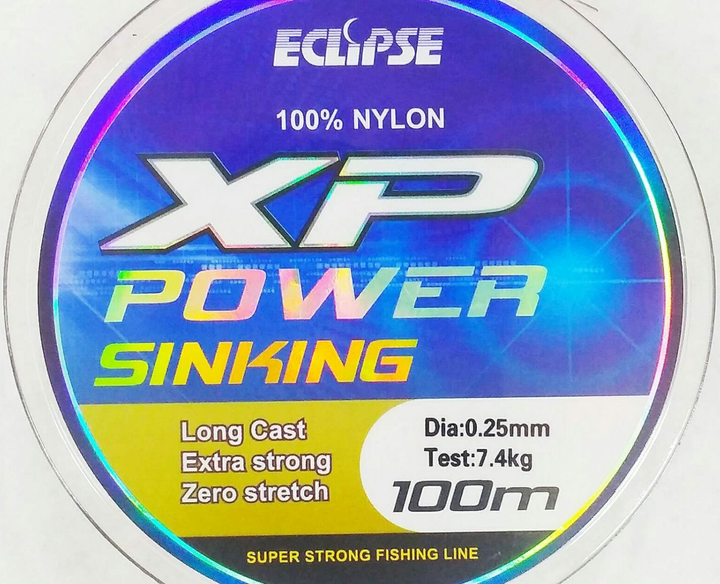 ECLIPSE
100% NYLON
XP
POWER
SINKING
Long Cast
Extra strong
Zero stretch
Dia:0.25mm
Test:7.4kg
100m
SUPER STRONG FISHING LINE